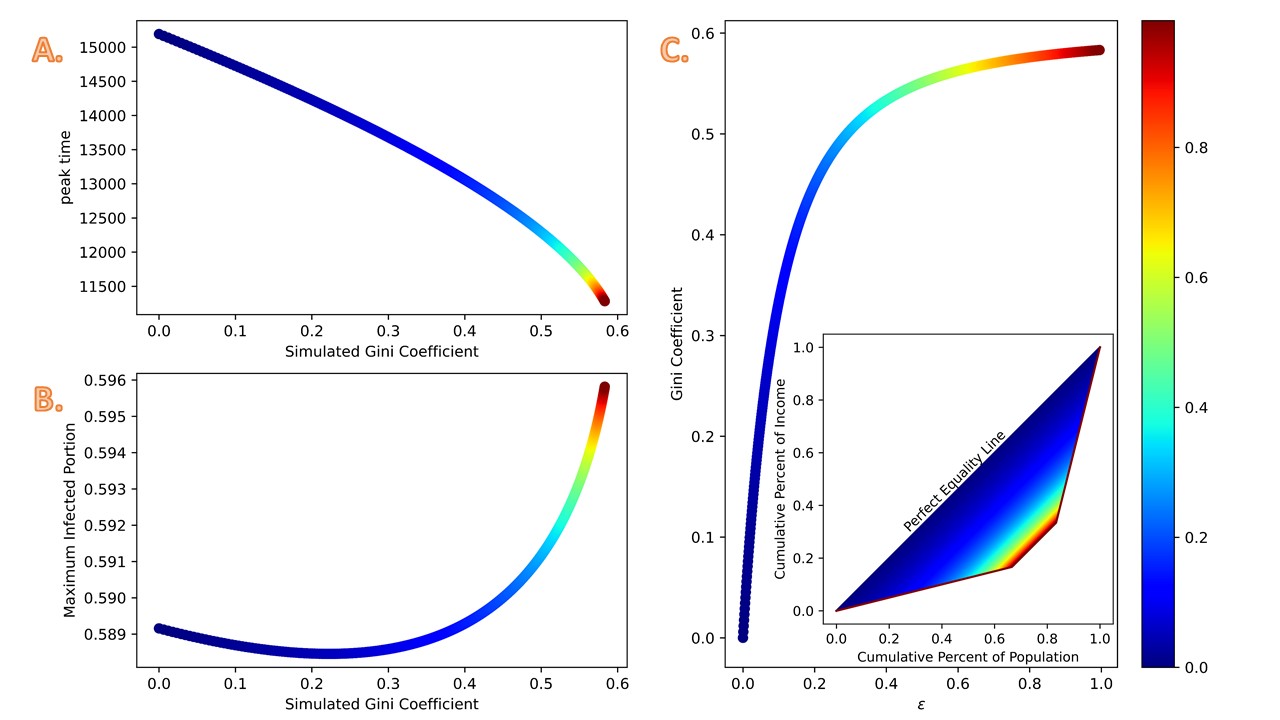 A.
15000
14500
14000
13500
13000
12500
12000
11500
peak time
0.0 0.1 0.2 0.3 0.4 0.5 0.6
Simulated Gini Coefficient
B.
0.596
0.595
0.594
0.593
0.592
0.591
0.590
0.589
Maximum Infected Portion
0.0 0.1 0.2 0.3 0.4 0.5 0.6
Simulated Gini Coefficient
C.
0.6
0.5
0.4
0.3
0.2
0.1
0.0
Gini Coefficient
0.0 0.2 0.4 0.6 0.8 1.0
ε
1.0
0.8
0.6
0.4
0.2
0.0
Cumulative Percent of Income
Perfect Equality Line
0.0 0.2 0.4 0.6 0.8 1.0
Cumulative Percent of Population
0.8
0.6
0.4
0.2
0.0